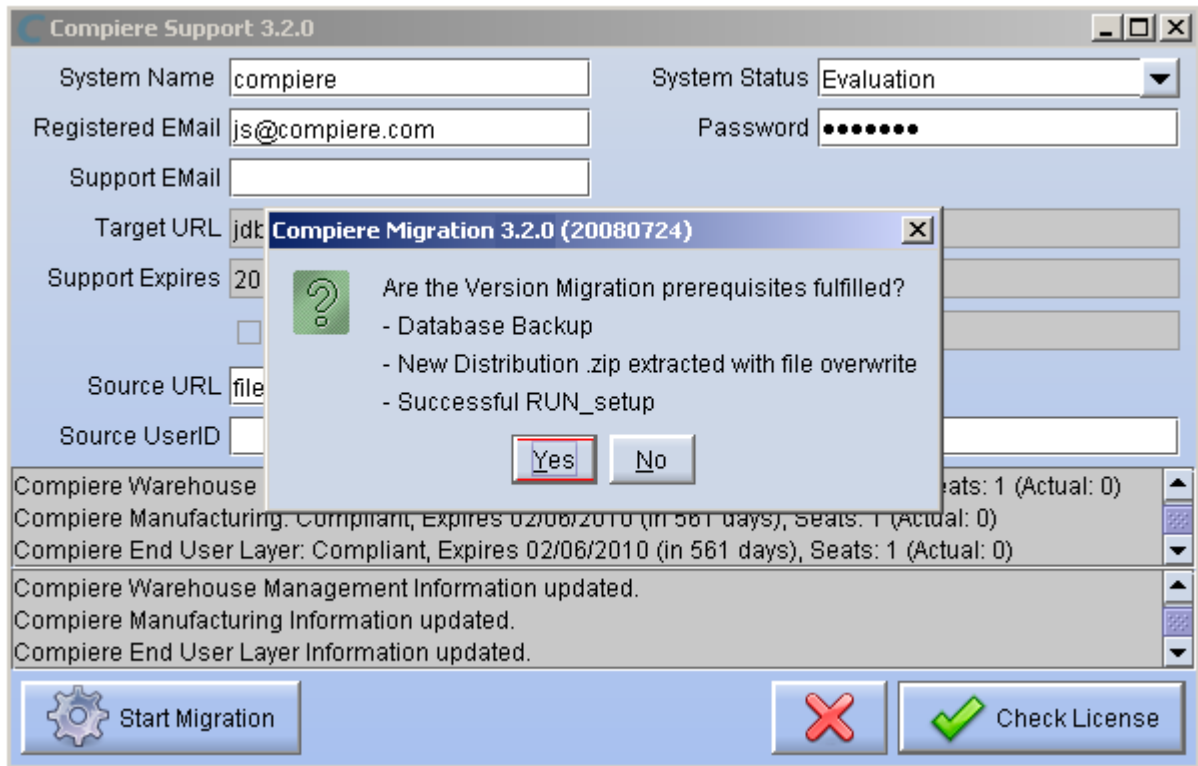 Compiere Support 3.2.0
System Name compiere System Status Evaluation
Registered EMail js@compiere.com Password •••••••
Support EMail
Target URL jdb
Compiere Migration 3.2.0 (20080724)
Support Expires 20
Are the Version Migration prerequisites fulfilled?
- Database Backup
- New Distribution .zip extracted with file overwrite
- Successful RUN_setup
Yes No
Source URL file
Source UserID
Compiere Warehouse eats: 1 (Actual: 0)
Compiere Manufacturing: Compliant, Expires 02/06/2010 (in 561 days), Seats: 1 (Actual: 0)
Compiere End User Layer: Compliant, Expires 02/06/2010 (in 561 days), Seats: 1 (Actual: 0)
Compiere Warehouse Management Information updated.
Compiere Manufacturing Information updated.
Compiere End User Layer Information updated.
Start Migration Check License